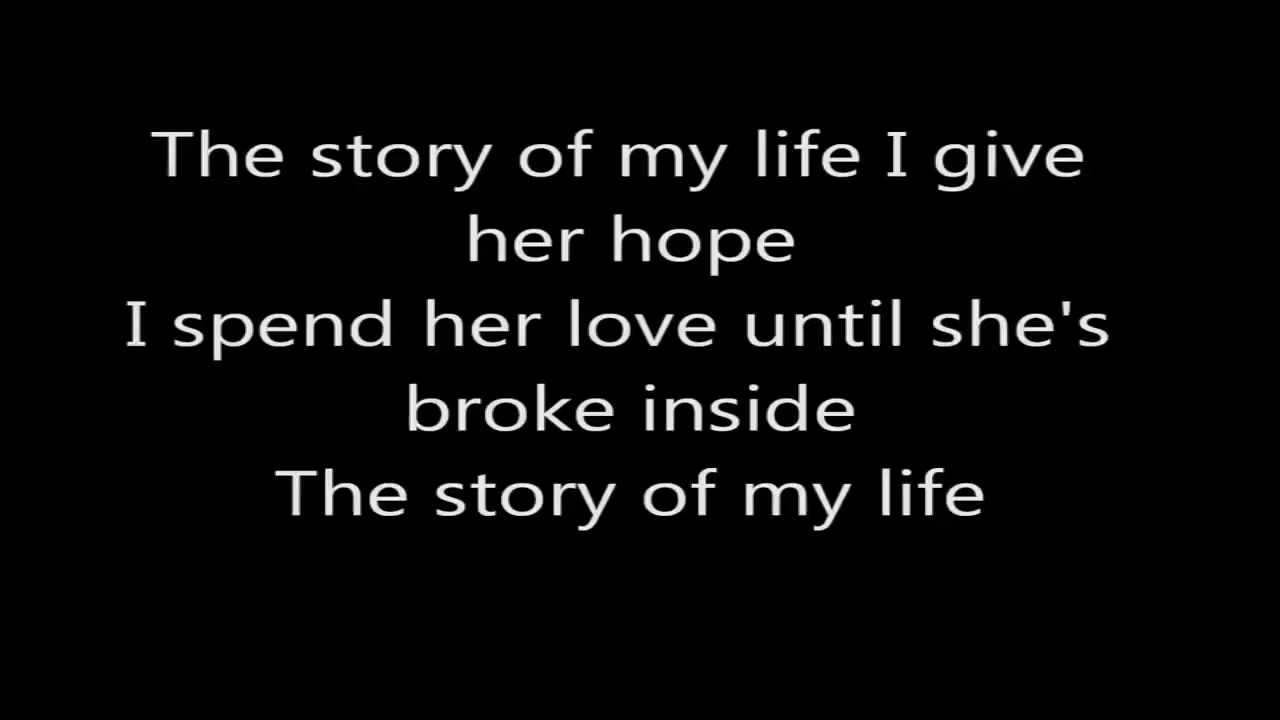 The story of my life I give
her hope
I spend her love until she's
broke inside
The story of my life